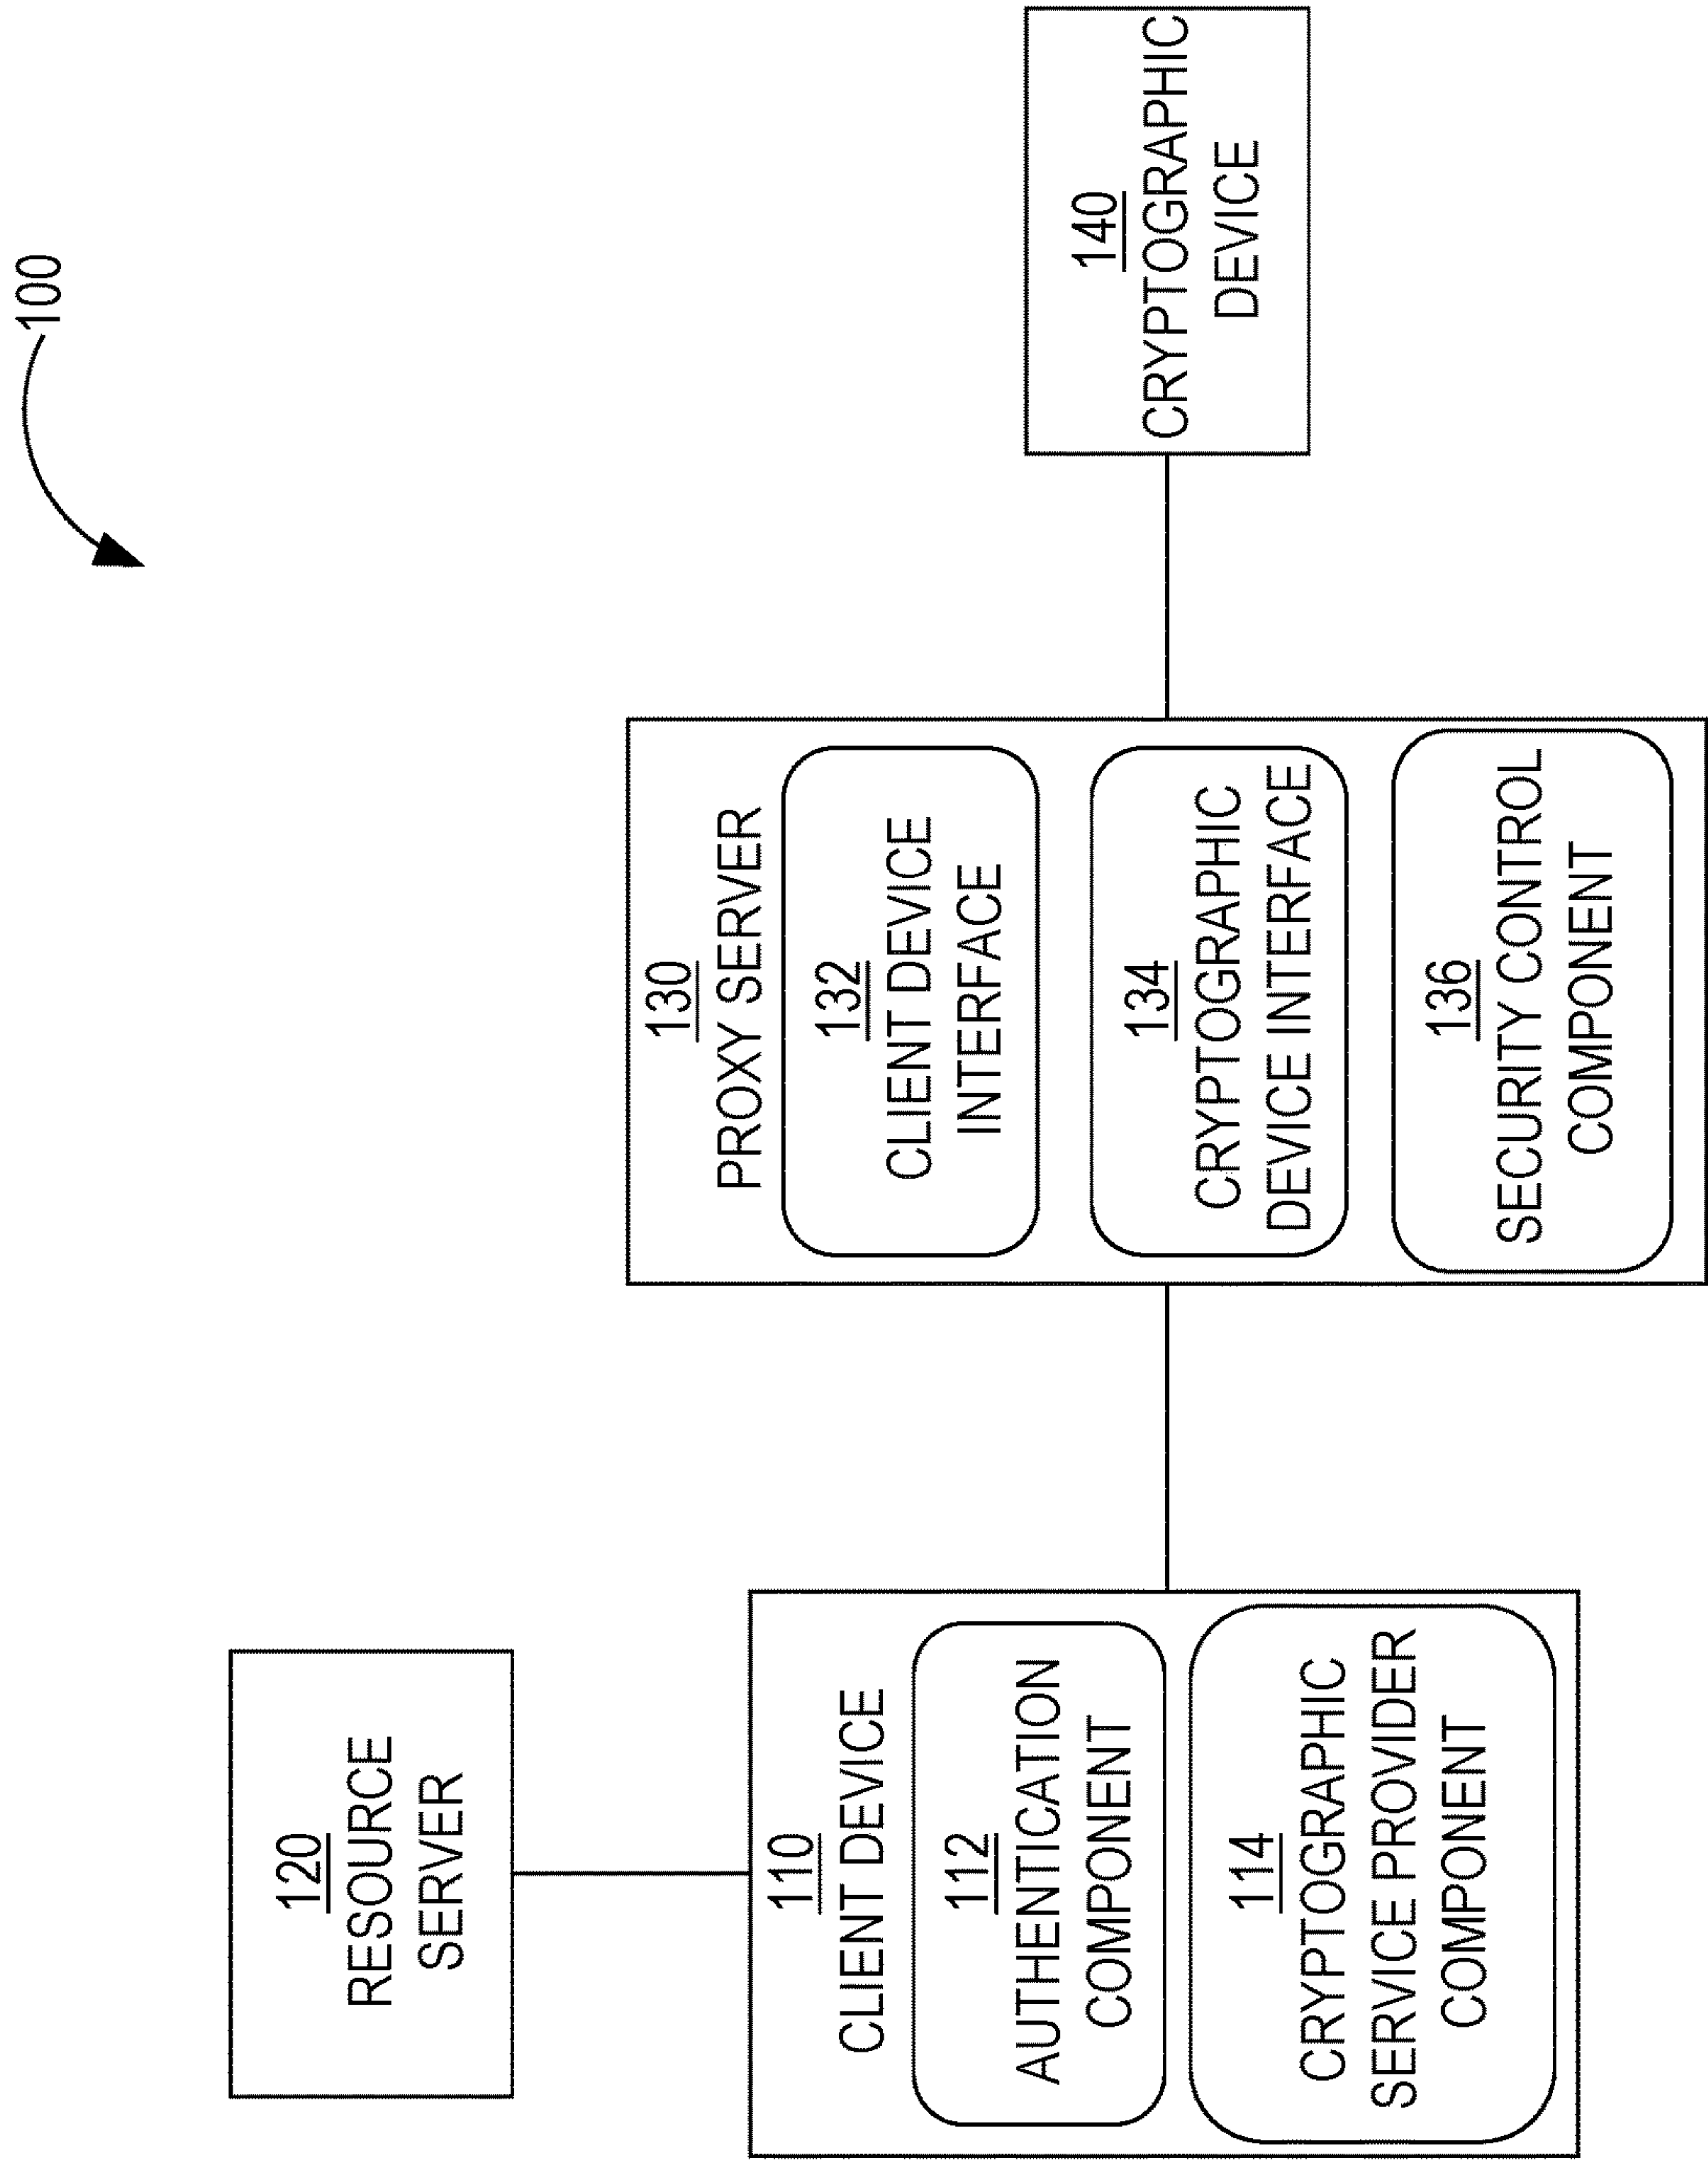 100
120
RESOURCE
SERVER
110
CLIENT DEVICE
112
AUTHENTICATION
COMPONENT
114
CRYPTOGRAPHIC
SERVICE PROVIDER
COMPONENT
130
PROXY SERVER
132
CLIENT DEVICE
INTERFACE
134
CRYPTOGRAPHIC
DEVICE INTERFACE
136
SECURITY CONTROL
COMPONENT
140
CRYPTOGRAPHIC
DEVICE